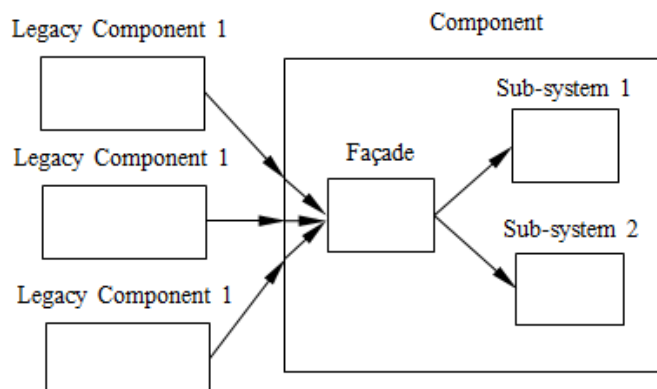 Legacy Component 1
Component
Legacy Component 1
Façade
Sub-system 1
Sub-system 2
Legacy Component 1